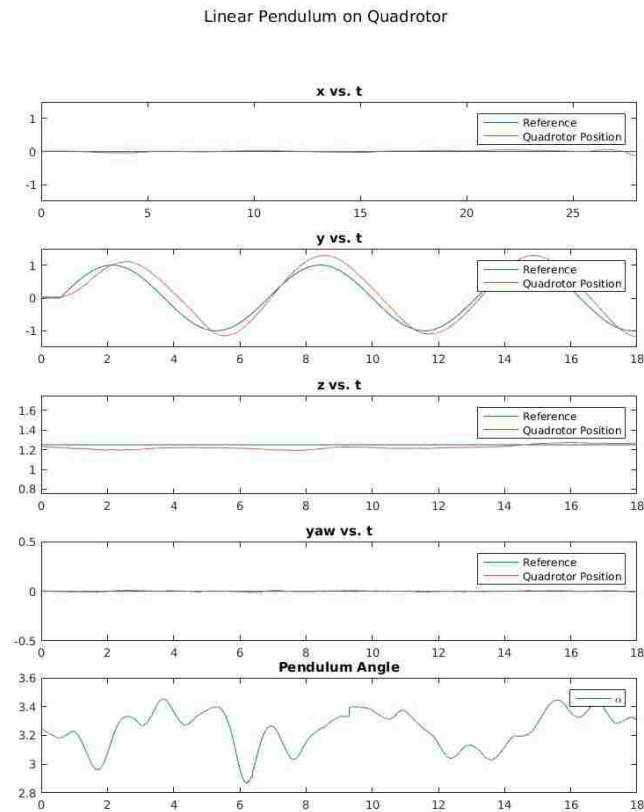 Linear Pendulum on Quadrotor
x vs. t
1
0
-1
Reference
Quadrotor Position
0 5 10 15 20 25
y vs. t
1
0
-1
Reference
Quadrotor Position
0 2 4 6 8 10 12 14 16 18
z vs. t
1.6
1.4
1.2
1
0.8
Reference
Quadrotor Position
0 2 4 6 8 10 12 14 16 18
yaw vs. t
0.5
0
-0.5
Reference
Quadrotor Position
0 2 4 6 8 10 12 14 16 18
Pendulum Angle
3.6
3.4
3.2
3
2.8
α
0 2 4 6 8 10 12 14 16 18